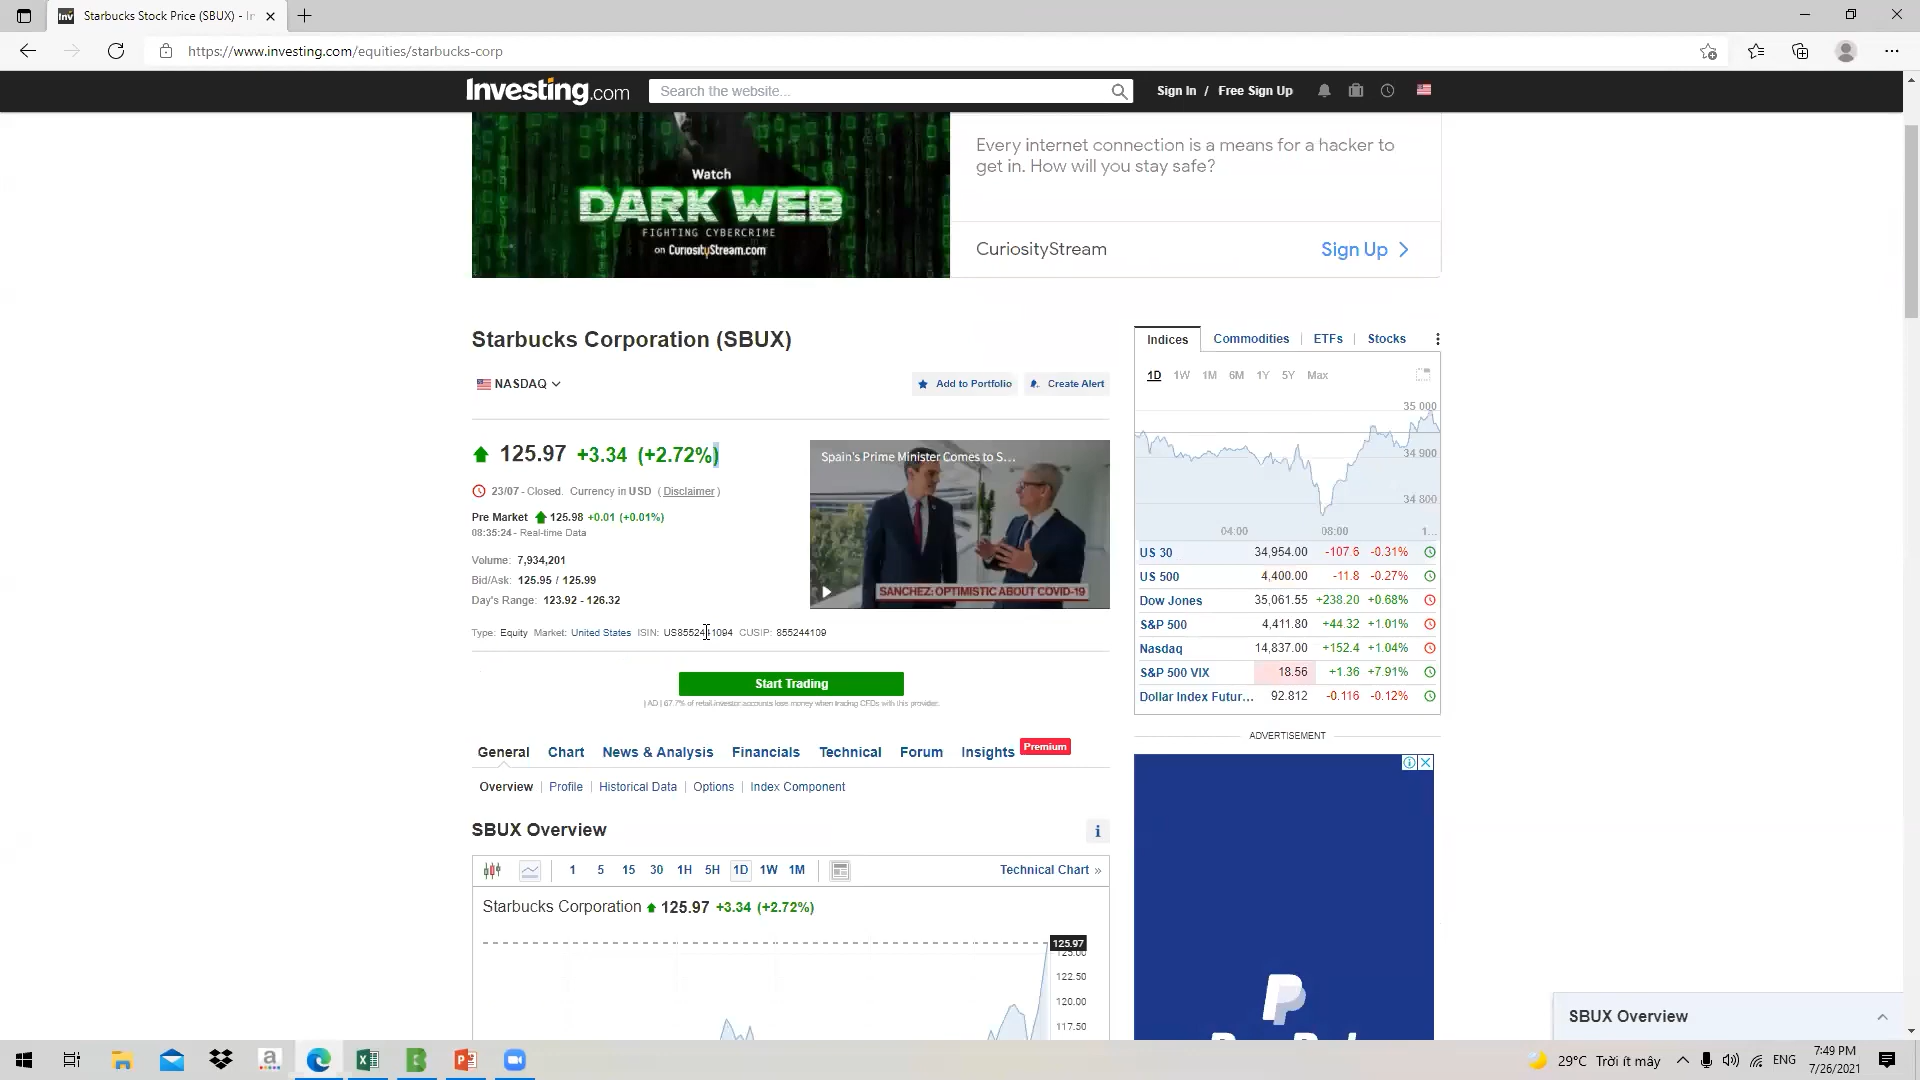 Starbucks Stock Price (SBUX) - In
https://www.investing.com/equities/starbucks-corp
Investing.com
Search the website...
Sign In / Free Sign Up
Watch
DARK WEB
FIGHTING CYBERCRIME
on CuriosityStream.com
Every internet connection is a means for a hacker to
get in. How will you stay safe?
CuriosityStream
Sign Up
Starbucks Corporation (SBUX)
NASDAQ
Add to Portfolio
Create Alert
125.97 +3.34 (+2.72%)
23/07 - Closed. Currency in USD ( Disclaimer )
Pre Market 125.98 +0.01 (+0.01%)
08:35:24 - Real-time Data
Volume: 7,934,201
Bid/Ask: 125.95 / 125.99
Day's Range: 123.92 - 126.32
Spain's Prime Minister Comes to S...
SANCHEZ: OPTIMISTIC ABOUT COVID-19
Type: Equity Market: United States ISIN: US8552441094 CUSIP: 855244109
Start Trading
| AD | 67.7% of retail investor accounts lose money when trading CFDs with this provider.
General Chart News & Analysis Financials Technical Forum Insights Premium
Overview | Profile | Historical Data | Options | Index Component
SBUX Overview
1 5 15 30 1H 5H 1D 1W 1M
Technical Chart »
Starbucks Corporation 125.97 +3.34 (+2.72%)
125.97
125.00
122.50
120.00
117.50
Indices Commodities | ETFs | Stocks
1D 1W 1M 6M 1Y 5Y Max
35 000
34 900
34 800
04:00 08:00 1...
US 30 34,954.00 -107.6 -0.31%
US 500 4,400.00 -11.8 -0.27%
Dow Jones 35,061.55 +238.20 +0.68%
S&P 500 4,411.80 +44.32 +1.01%
Nasdaq 14,837.00 +152.4 +1.04%
S&P 500 VIX 18.56 +1.36 +7.91%
Dollar Index Futur... 92.812 -0.116 -0.12%
ADVERTISEMENT
SBUX Overview
29°C Trời ít mây
ENG
7:49 PM
7/26/2021